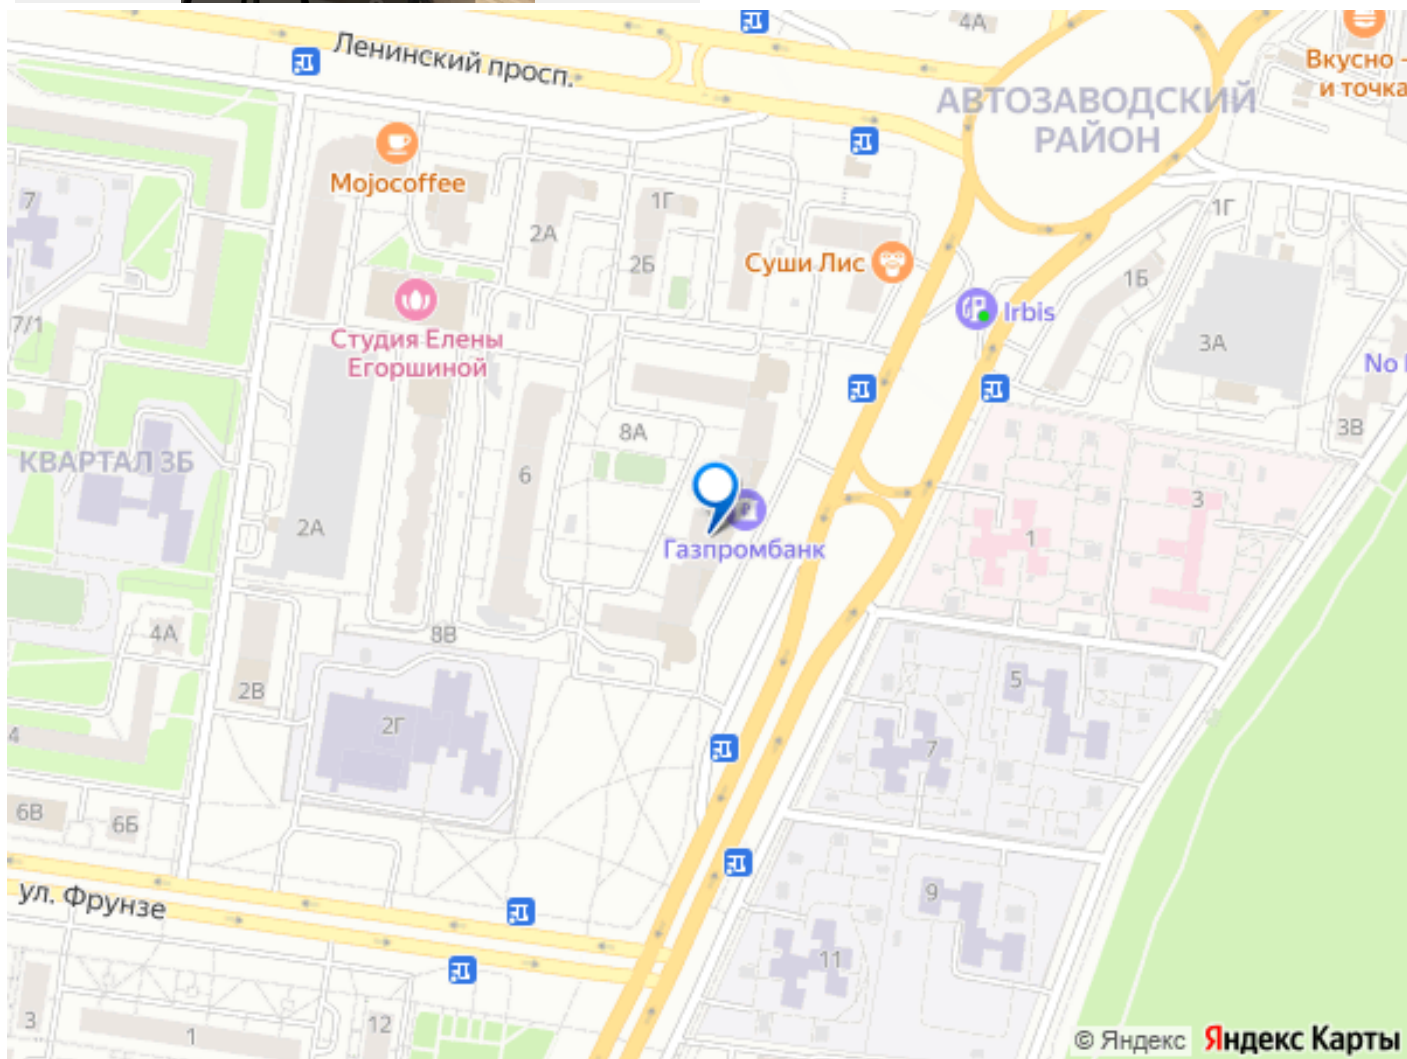 4А
Ленинский просп.
Вкусно -
и точка
АВТОЗАВОДСКИЙ
РАЙОН
Mojocoffee
7
1Г
1Г
2А
2Б
Суши Лис
1Б
Irbis
7/1
Студия Елены
Егоршиной
3А
No
8А
3В
КВАРТАЛ 3Б
6
3
2А
1
Газпромбанк
4А
8В
5
2В
2Г
4
7
6В
6Б
ул. Фрунзе
9
11
3
1
12
© Яндекс Яндекс Карты